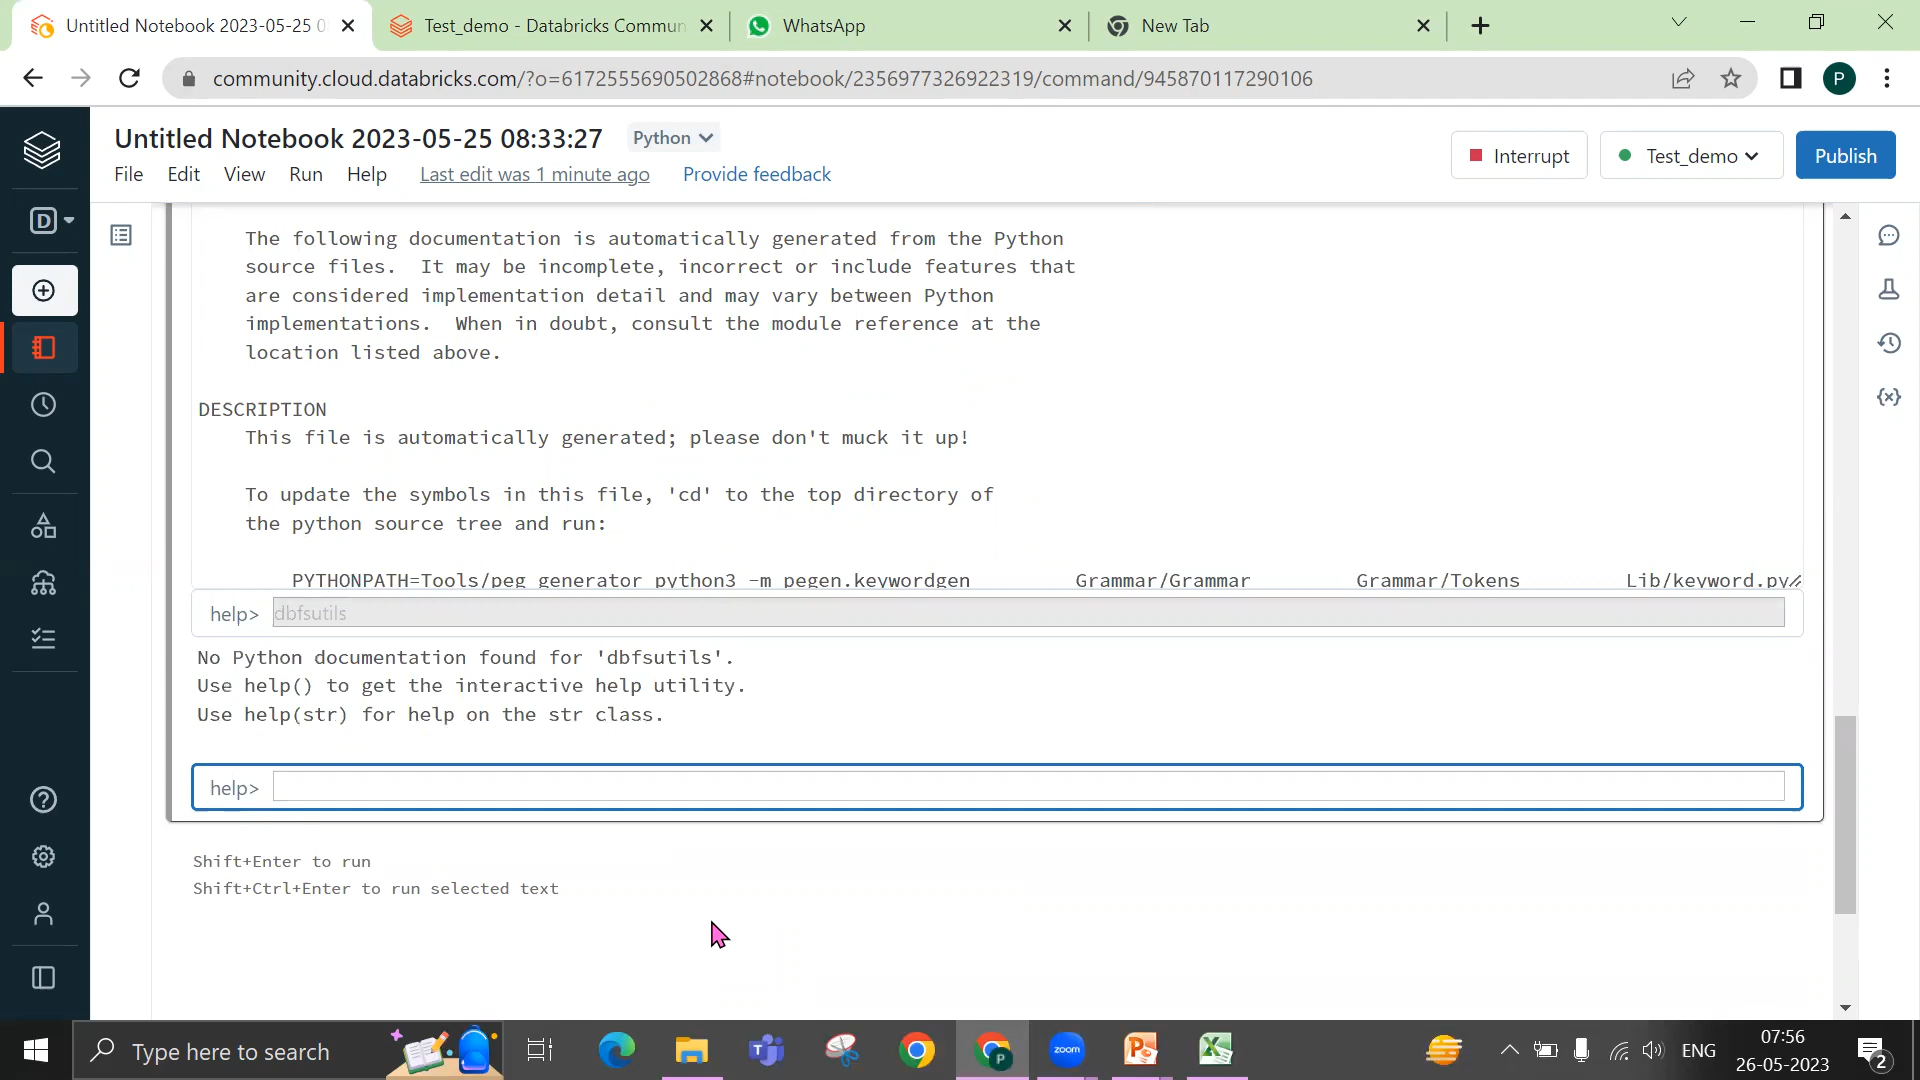 Untitled Notebook 2023-05-25 0
Test_demo - Databricks Commun
WhatsApp
New Tab
community.cloud.databricks.com/?o=6172555690502868#notebook/2356977326922319/command/945870117290106
P
D
Untitled Notebook 2023-05-25 08:33:27
Python
File Edit View Run Help Last edit was 1 minute ago Provide feedback
Interrupt
Test_demo
Publish
The following documentation is automatically generated from the Python
source files. It may be incomplete, incorrect or include features that
are considered implementation detail and may vary between Python
implementations. When in doubt, consult the module reference at the
location listed above.
DESCRIPTION
This file is automatically generated; please don't muck it up!
To update the symbols in this file, 'cd' to the top directory of
the python source tree and run:
PYTHONPATH=Tools/peg_generator python3 -m pegen.keywordgen Grammar/Grammar Grammar/Tokens Lib/keyword.py
help> dbfsutils
No Python documentation found for 'dbfsutils'.
Use help() to get the interactive help utility.
Use help(str) for help on the str class.
help>
Shift+Enter to run
Shift+Ctrl+Enter to run selected text
Type here to search
zoom
P
ENG
07:56
26-05-2023
2